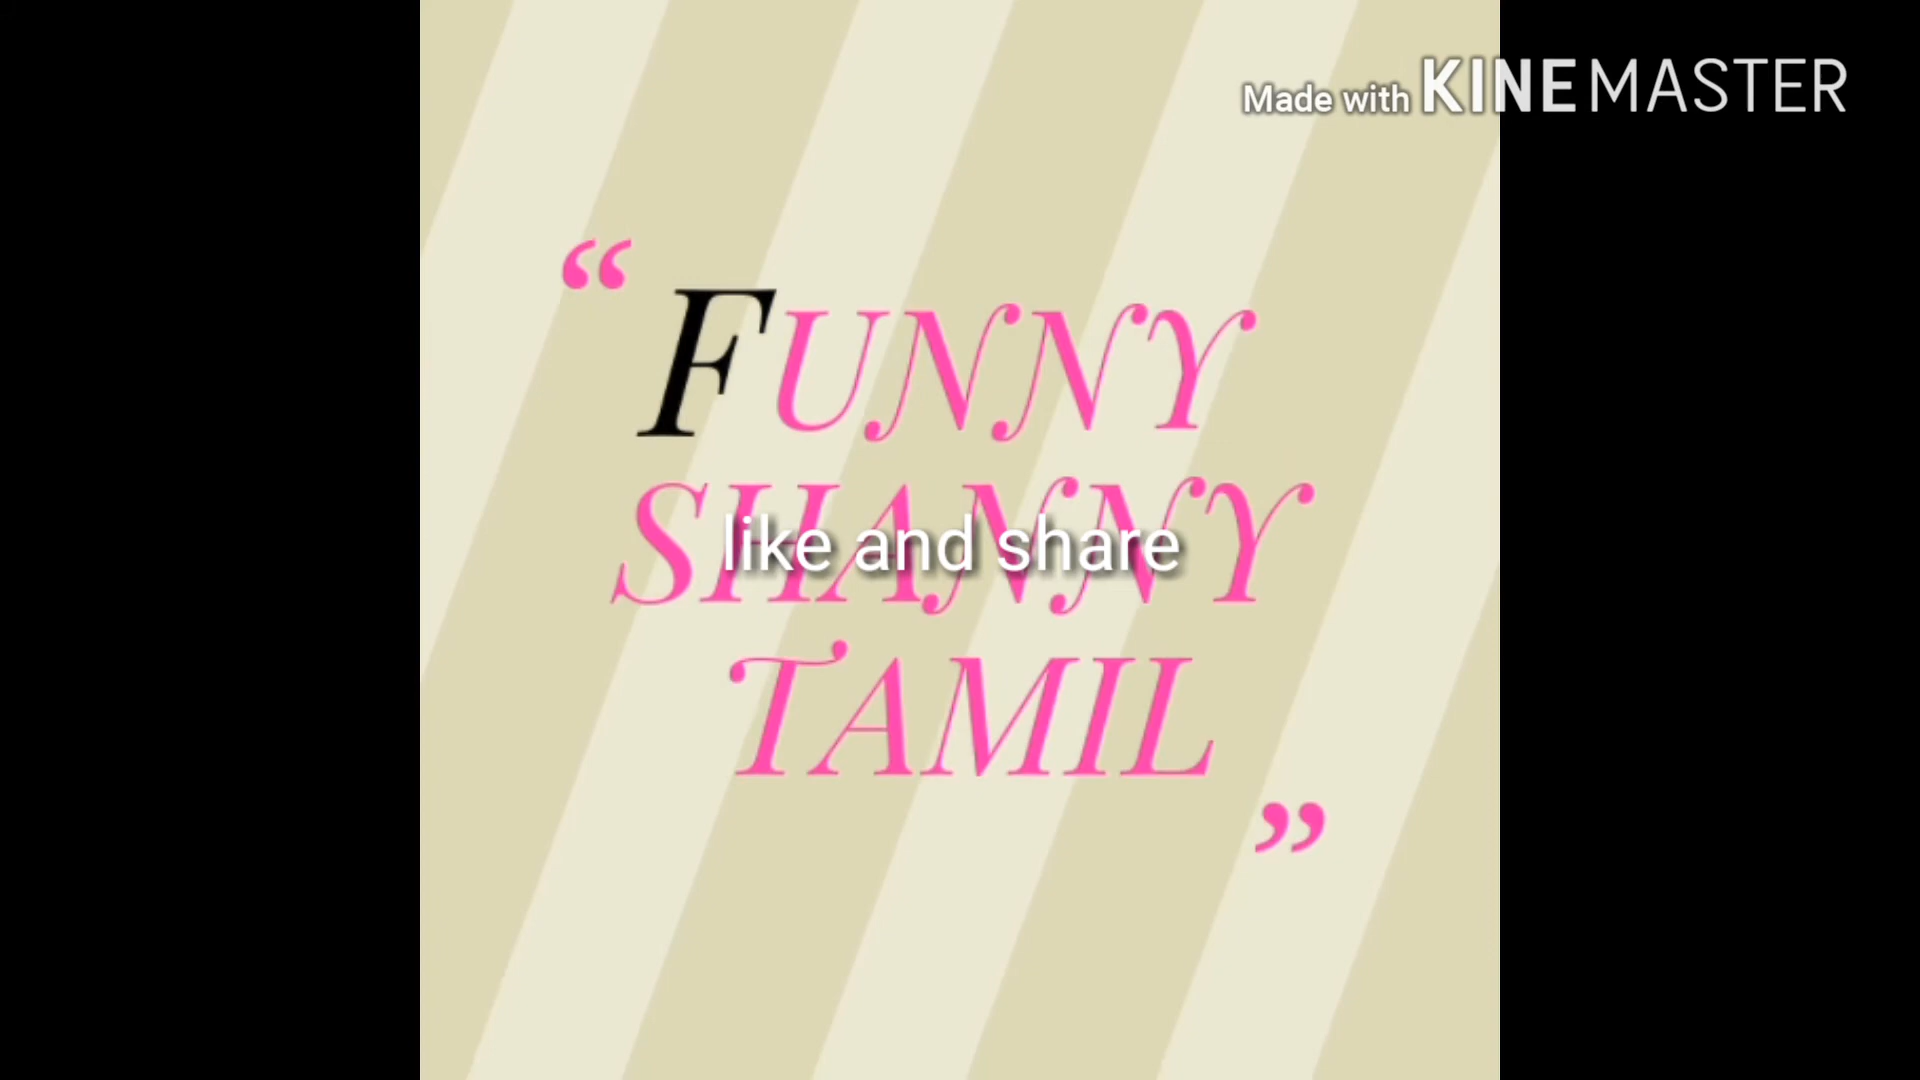 Made with KINEMASTER
“FUNNY
SHANNY
like and share
TAMIL”